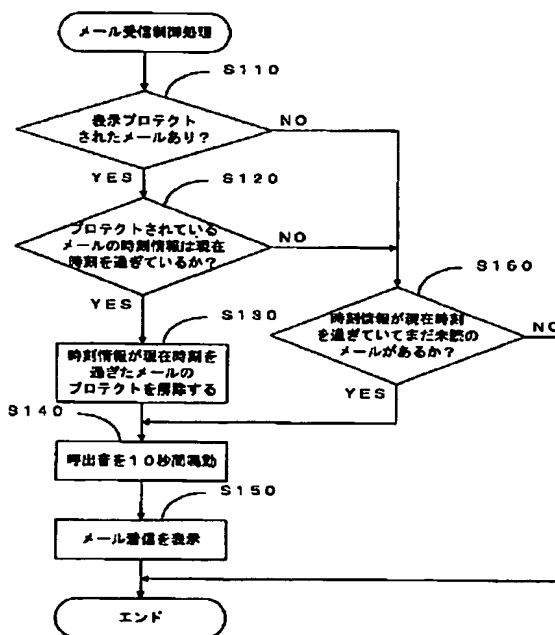 メール受信制御処理
S110
表示プロテクト
されたメールあり？
NO
YES
S120
プロテクトされている
メールの時刻情報は現在
時刻を過ぎているか？
NO
YES
S160
時刻情報が現在時刻
を過ぎていてまだ未読の
メールがあるか？
NO
YES
S130
時刻情報が現在時刻を
過ぎたメールの
プロテクトを解除する
S140
呼出音を10秒間鳴動
S150
メール着信を表示
エンド